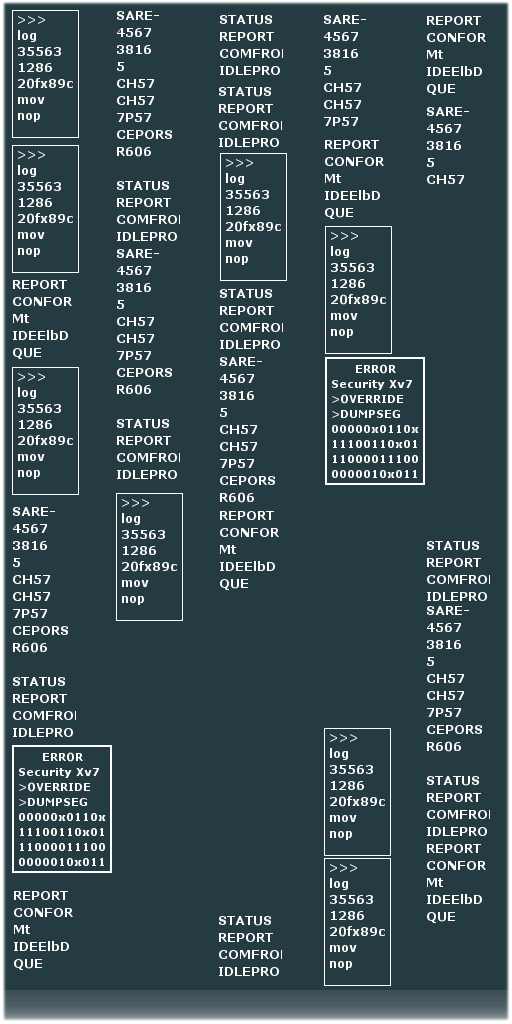 >>>
log
35563
1286
20fx89c
mov
nop
>>>
log
35563
1286
20fx89c
mov
nop
REPORT
CONFOR
Mt
IDEElbD
QUE
>>>
log
35563
1286
20fx89c
mov
nop
SARE-
4567
3816
5
CH57
CH57
7P57
CEPORS
R606
STATUS
REPORT
COMFROI
IDLEPRO
ERROR
Security Xv7
>OVERRIDE
>DUMPSEG
00000x0110x
11100110x01
11000011100
0000010x011
REPORT
CONFOR
Mt
IDEElbD
QUE
SARE-
4567
3816
5
CH57
CH57
7P57
CEPORS
R606
STATUS
REPORT
COMFROI
IDLEPRO
SARE-
4567
3816
5
CH57
CH57
7P57
CEPORS
R606
STATUS
REPORT
COMFROI
IDLEPRO
>>>
log
35563
1286
20fx89c
mov
nop
STATUS
REPORT
COMFROI
IDLEPRO
STATUS
REPORT
COMFROI
IDLEPRO
>>>
log
35563
1286
20fx89c
mov
nop
STATUS
REPORT
COMFROI
IDLEPRO
SARE-
4567
3816
5
CH57
CH57
7P57
CEPORS
R606
REPORT
CONFOR
Mt
IDEElbD
QUE
STATUS
REPORT
COMFROI
IDLEPRO
SARE-
4567
3816
5
CH57
CH57
7P57
REPORT
CONFOR
Mt
IDEElbD
QUE
>>>
log
35563
1286
20fx89c
mov
nop
ERROR
Security Xv7
>OVERRIDE
>DUMPSEG
00000x0110x
11100110x01
11000011100
0000010x011
>>>
log
35563
1286
20fx89c
mov
nop
>>>
log
35563
1286
20fx89c
mov
nop
REPORT
CONFOR
Mt
IDEElbD
QUE
SARE-
4567
3816
5
CH57
STATUS
REPORT
COMFROI
IDLEPRO
SARE-
4567
3816
5
CH57
CH57
7P57
CEPORS
R606
STATUS
REPORT
COMFROI
IDLEPRO
REPORT
CONFOR
Mt
IDEElbD
QUE